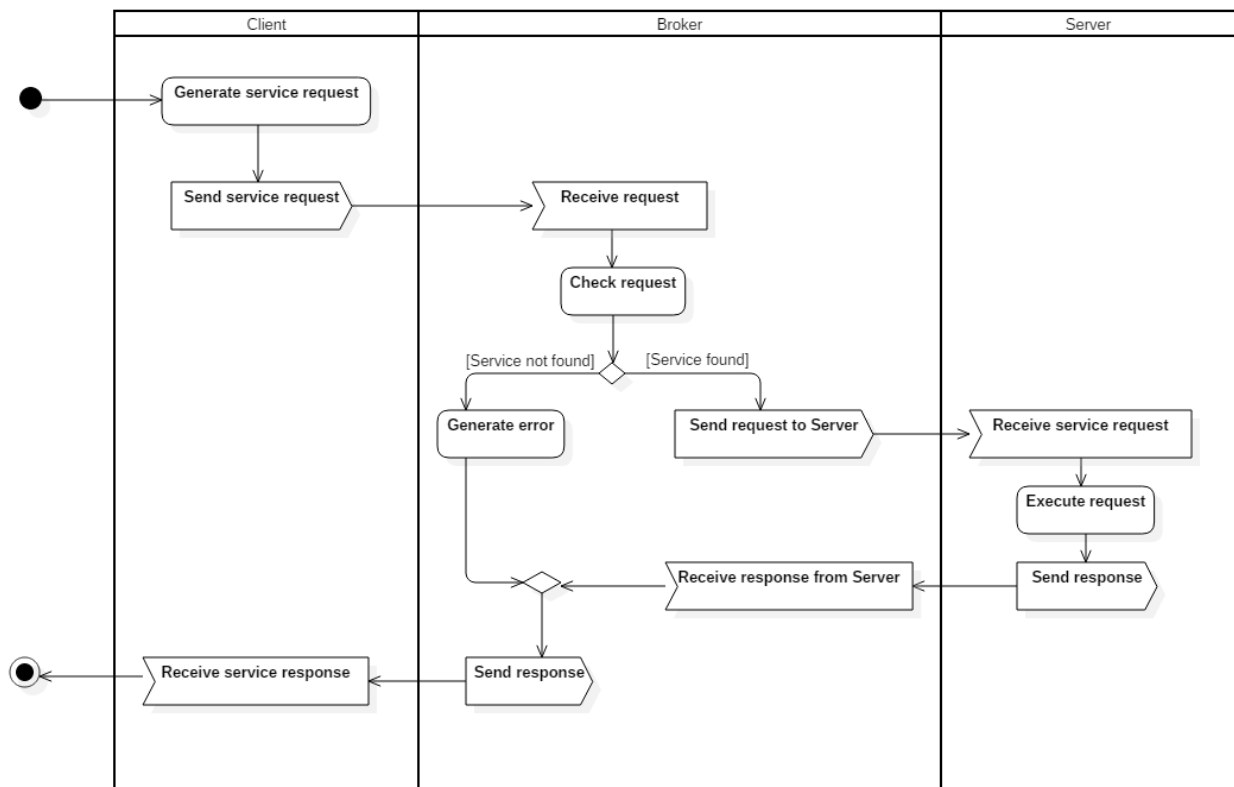 Client
Broker
Server
Generate service request
Send service request
Receive request
Check request
[Service not found]
[Service found]
Generate error
Send request to Server
Receive service request
Execute request
Receive response from Server
Send response
Receive service response
Send response